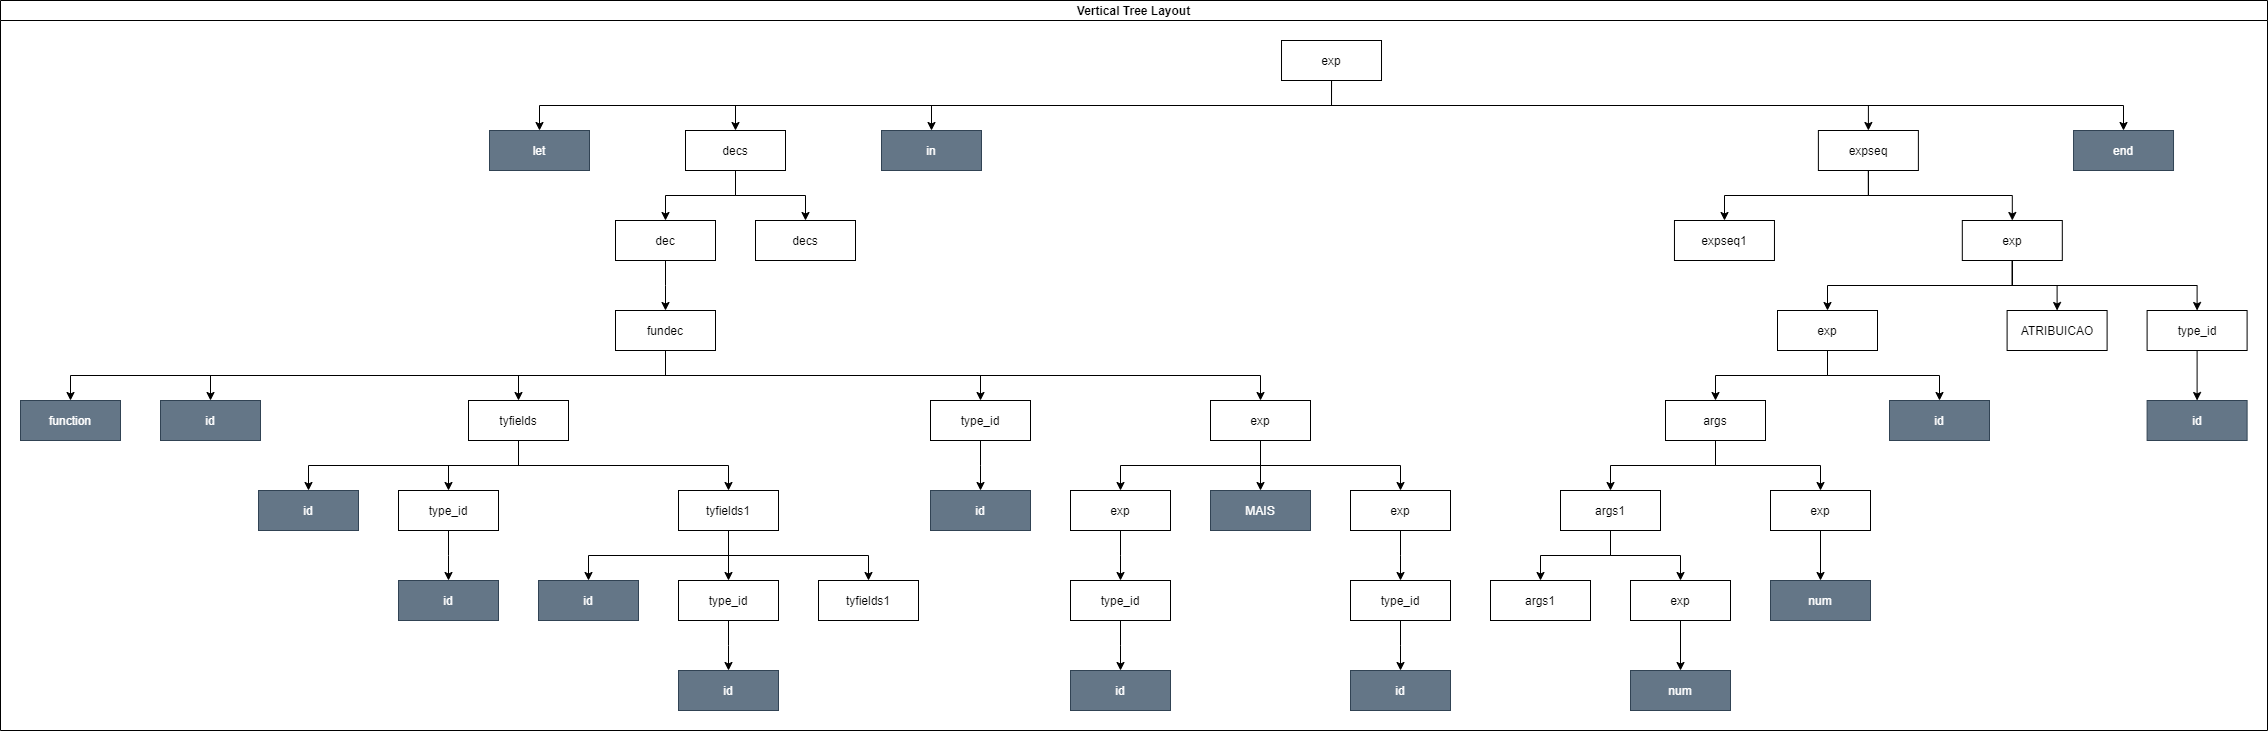 Vertical Tree Layout
exp
let decs in expseq end
dec decs expseq1 exp
fundec exp ATRIBUICAO type_id
function id tyfields type_id exp args id id
id type_id tyfields1 id exp MAIS exp args1 exp
id id type_id tyfields1 type_id type_id args1 exp num
id id id num